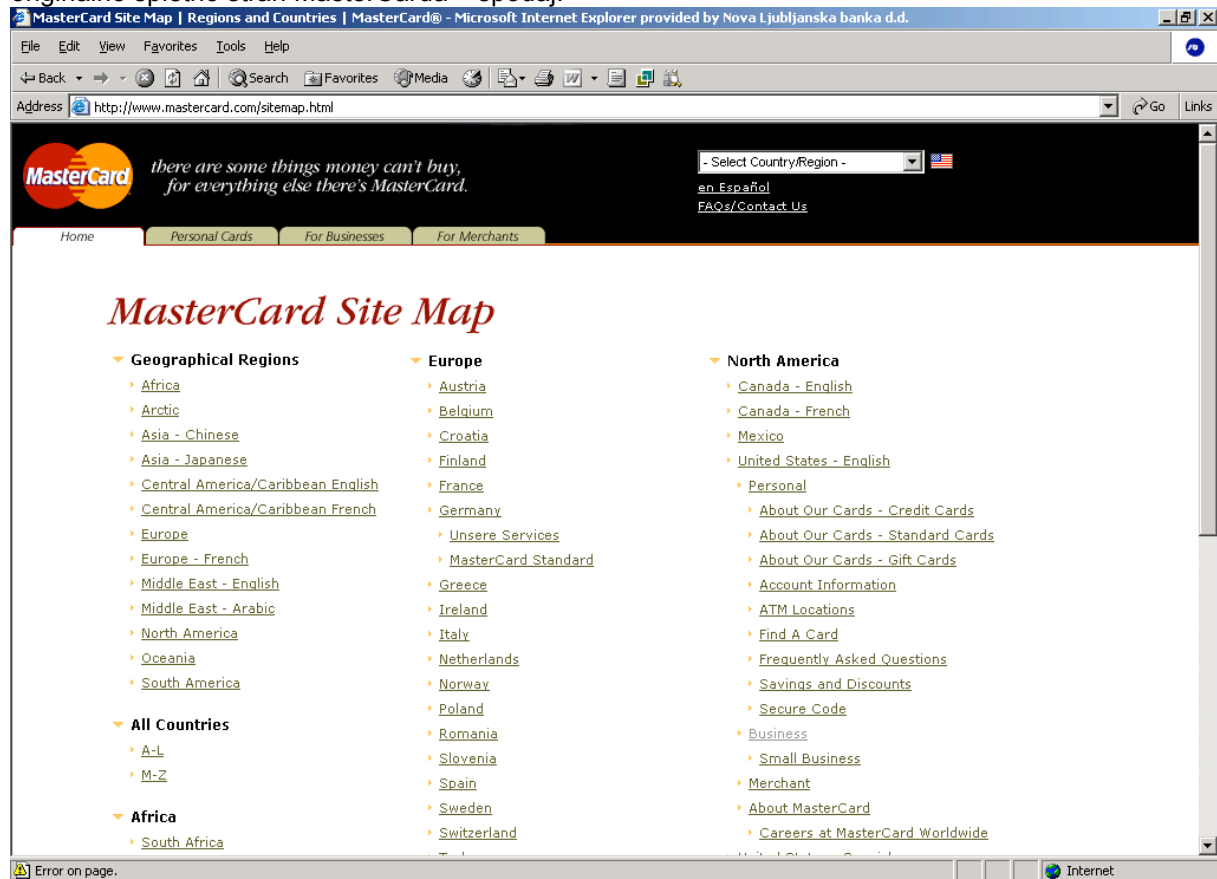 originalno spletno stran MasterCarda – spodaj:
MasterCard Site Map | Regions and Countries | MasterCard® - Microsoft Internet Explorer provided by Nova Ljubljanska banka d.d.
File Edit View Favorites Tools Help
Back Search Favorites Media
Address http://www.mastercard.com/sitemap.html Go Links
MasterCard
there are some things money can't buy,
for everything else there's MasterCard.
- Select Country/Region -
en Español
FAQs/Contact Us
Home Personal Cards For Businesses For Merchants
MasterCard Site Map
Geographical Regions
Africa
Arctic
Asia - Chinese
Asia - Japanese
Central America/Caribbean English
Central America/Caribbean French
Europe
Europe - French
Middle East - English
Middle East - Arabic
North America
Oceania
South America
All Countries
A-L
M-Z
Africa
South Africa
Europe
Austria
Belgium
Croatia
Finland
France
Germany
Unsere Services
MasterCard Standard
Greece
Ireland
Italy
Netherlands
Norway
Poland
Romania
Slovenia
Spain
Sweden
Switzerland
North America
Canada - English
Canada - French
Mexico
United States - English
Personal
About Our Cards - Credit Cards
About Our Cards - Standard Cards
About Our Cards - Gift Cards
Account Information
ATM Locations
Find A Card
Frequently Asked Questions
Savings and Discounts
Secure Code
Business
Small Business
Merchant
About MasterCard
Careers at MasterCard Worldwide
Error on page.
Internet